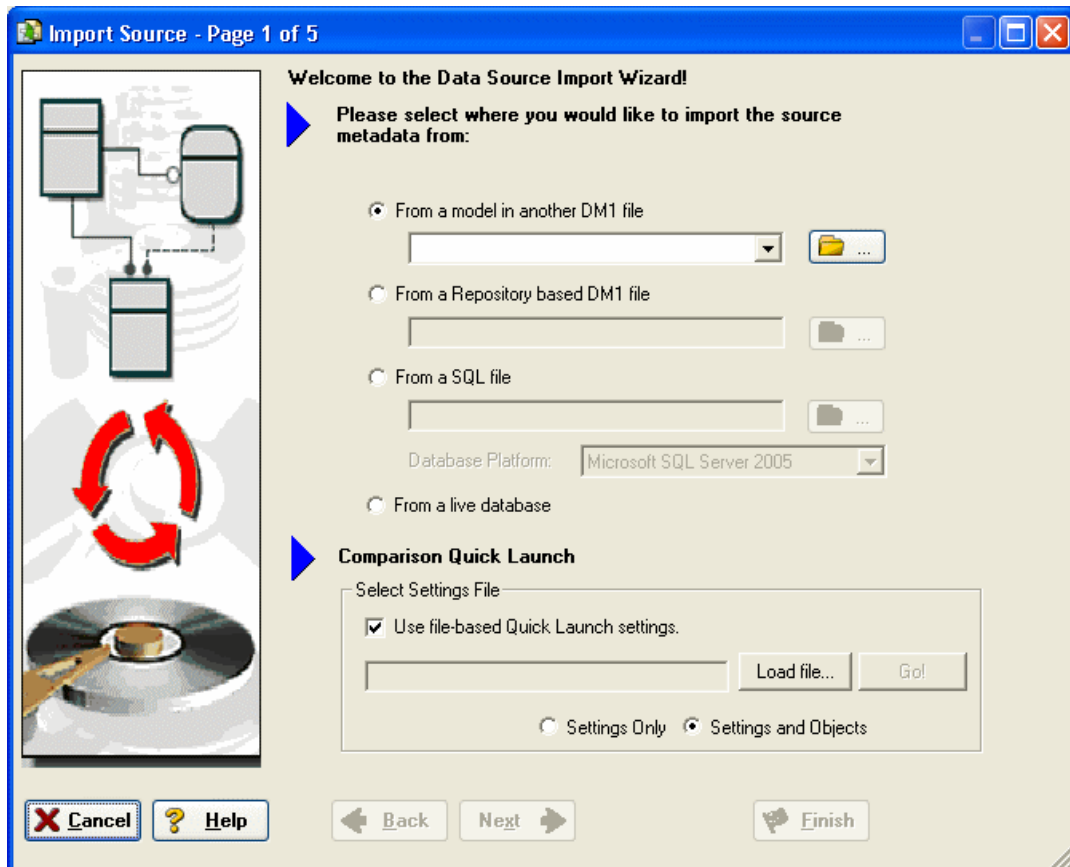 Import Source - Page 1 of 5
Welcome to the Data Source Import Wizard!
Please select where you would like to import the source
metadata from:
From a model in another DM1 file
...
From a Repository based DM1 file
...
From a SQL file
...
Database Platform: Microsoft SQL Server 2005
From a live database
Comparison Quick Launch
Select Settings File
Use file-based Quick Launch settings.
Load file... Go!
Settings Only Settings and Objects
Cancel ? Help Back Next Finish